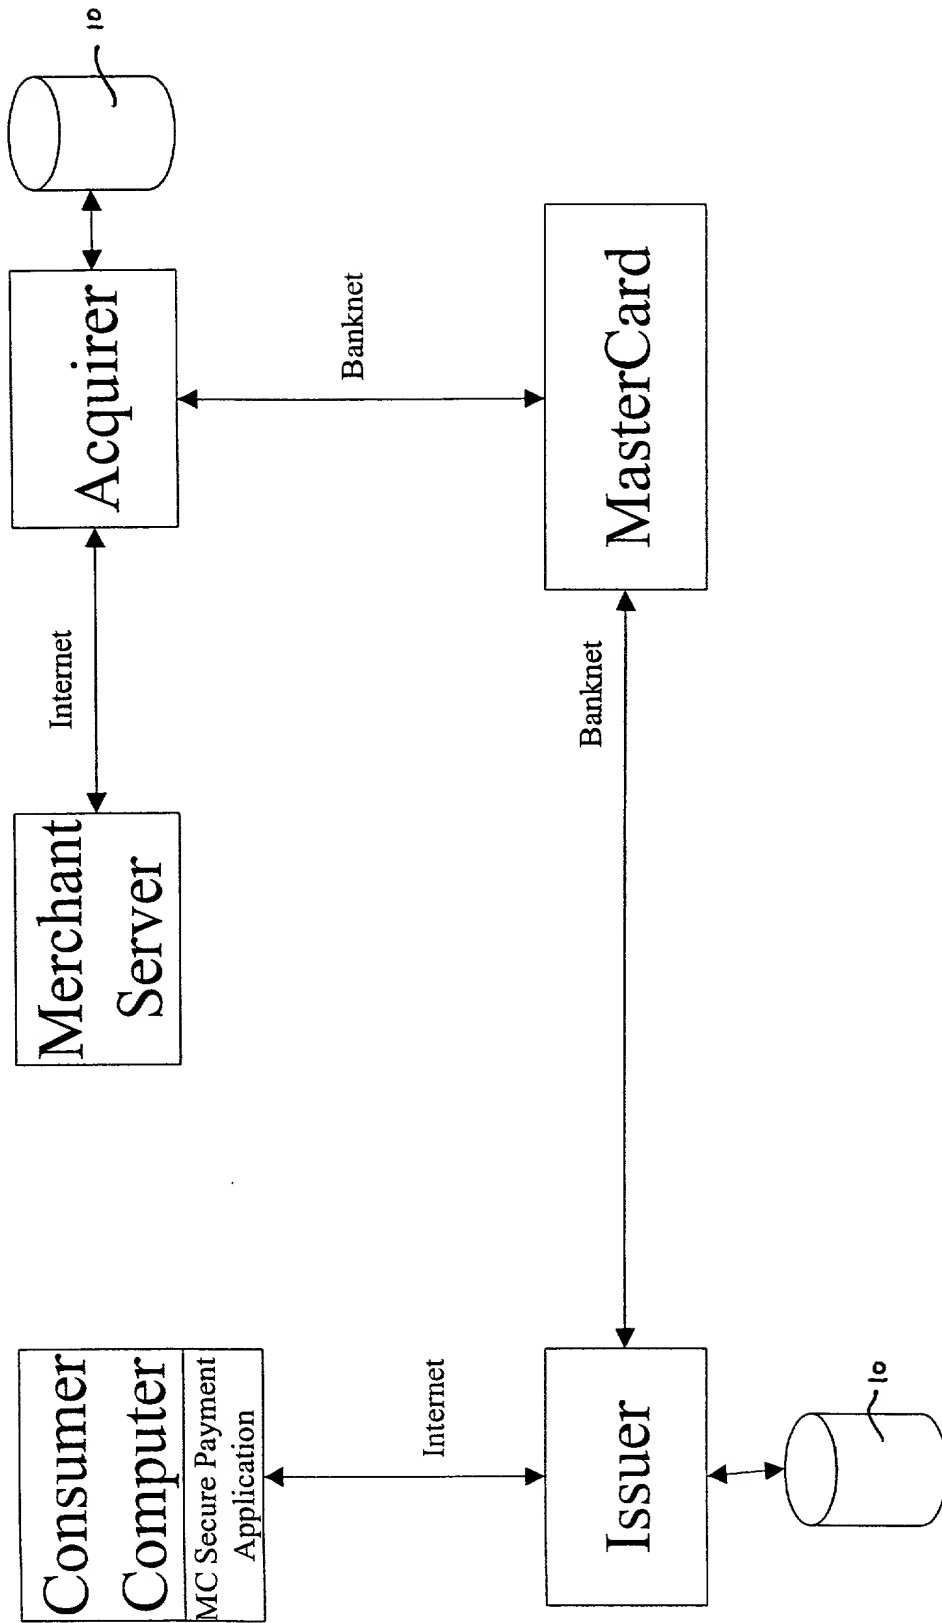 Consumer
Computer
MC Secure Payment
Application
Internet
Issuer
10
Banknet
MasterCard
Banknet
Merchant
Server
Internet
Acquirer
10